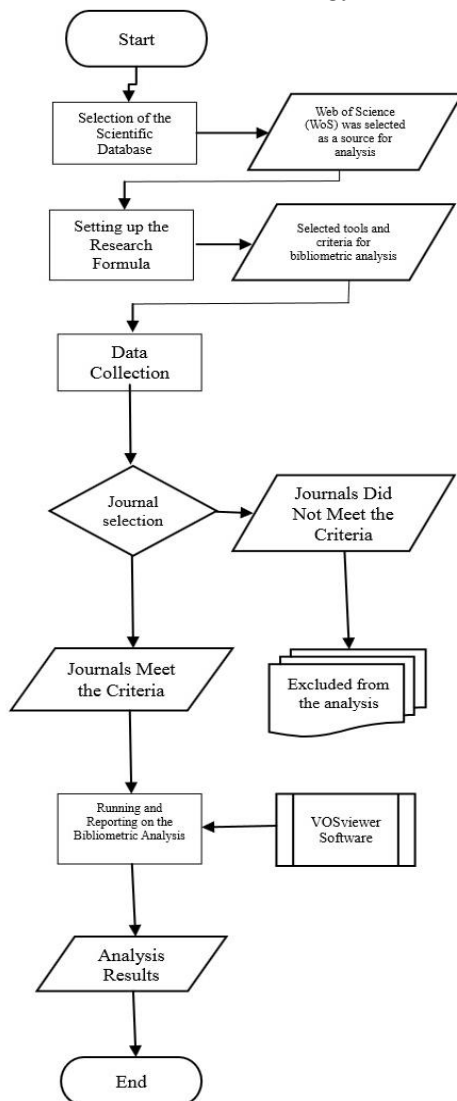 Start
Selection of the
Scientific
Database
Web of Science
(WoS) was selected
as a source for
analysis
Setting up the
Research
Formula
Selected tools and
criteria for
bibliometric analysis
Data
Collection
Journal
selection
Journals Did
Not Meet the
Criteria
Journals Meet
the Criteria
Excluded from
the analysis
Running and
Reporting on the
Bibliometric Analysis
VOSviewer
Software
Analysis
Results
End